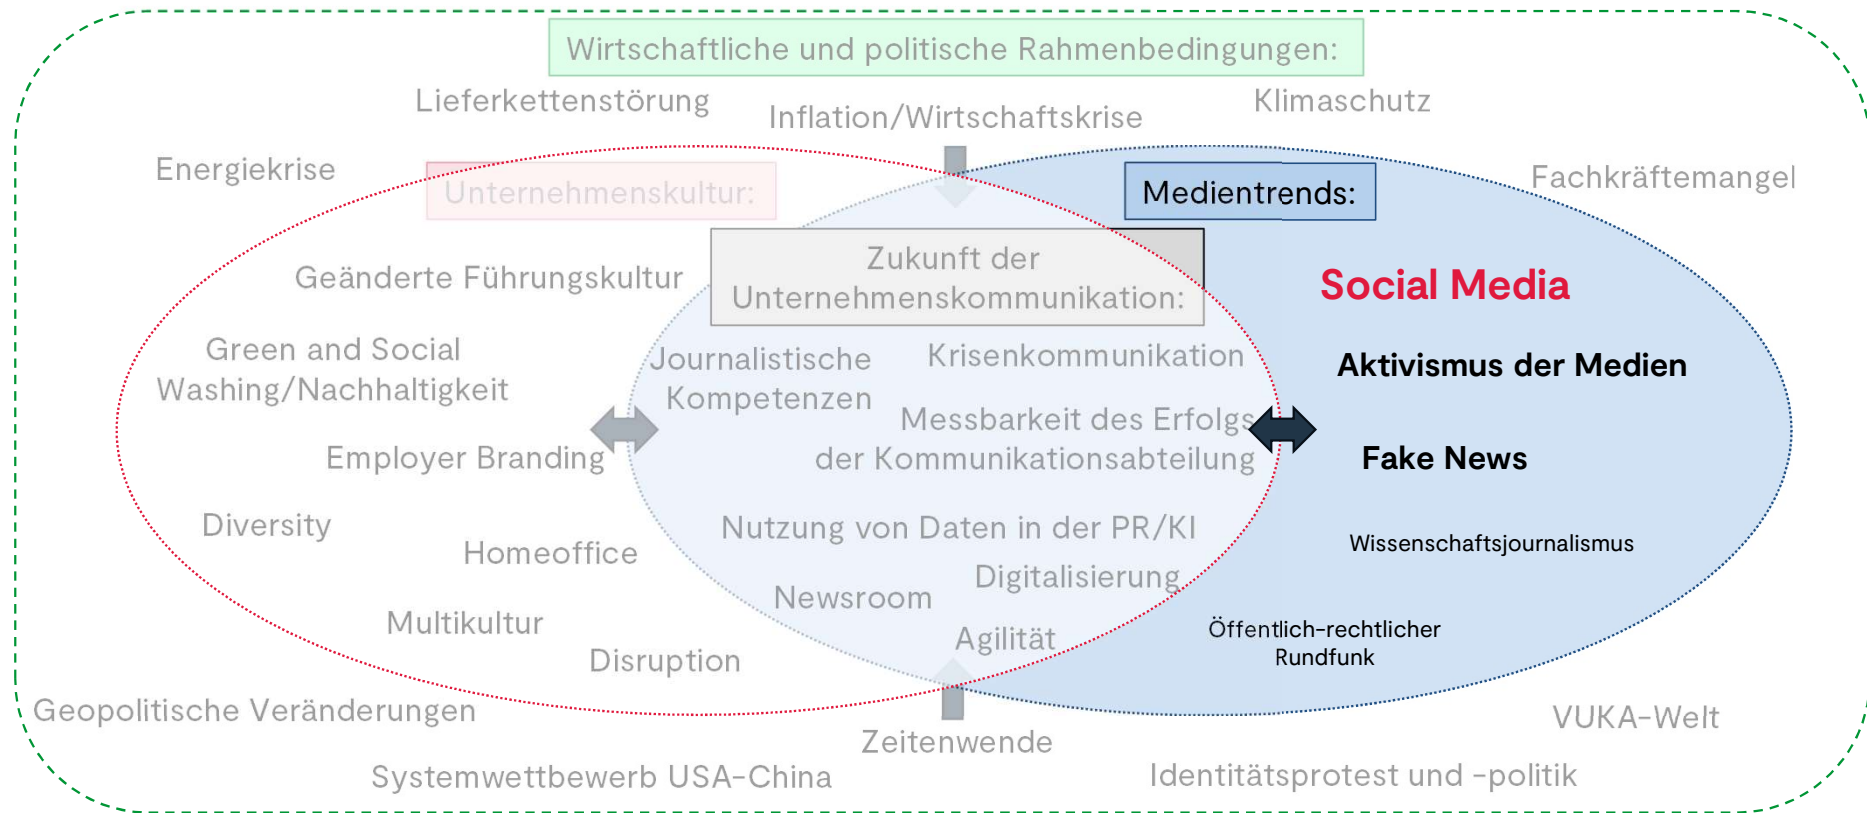 Wirtschaftliche und politische Rahmenbedingungen:
Lieferkettenstörung
Inflation/Wirtschaftskrise
Klimaschutz
Energiekrise
Fachkräftemangel
Unternehmenskultur:
Medientrends:
Zukunft der
Unternehmenskommunikation:
Geänderte Führungskultur
Green and Social
Washing/Nachhaltigkeit
Employer Branding
Diversity
Homeoffice
Multikultur
Disruption
Journalistische
Kompetenzen
Krisenkommunikation
Messbarkeit des Erfolgs
der Kommunikationsabteilung
Nutzung von Daten in der PR/KI
Digitalisierung
Newsroom
Agilität
Social Media
Aktivismus der Medien
Fake News
Wissenschaftsjournalismus
Öffentlich-rechtlicher
Rundfunk
Geopolitische Veränderungen
VUKA-Welt
Zeitenwende
Systemwettbewerb USA-China
Identitätsprotest und -politik